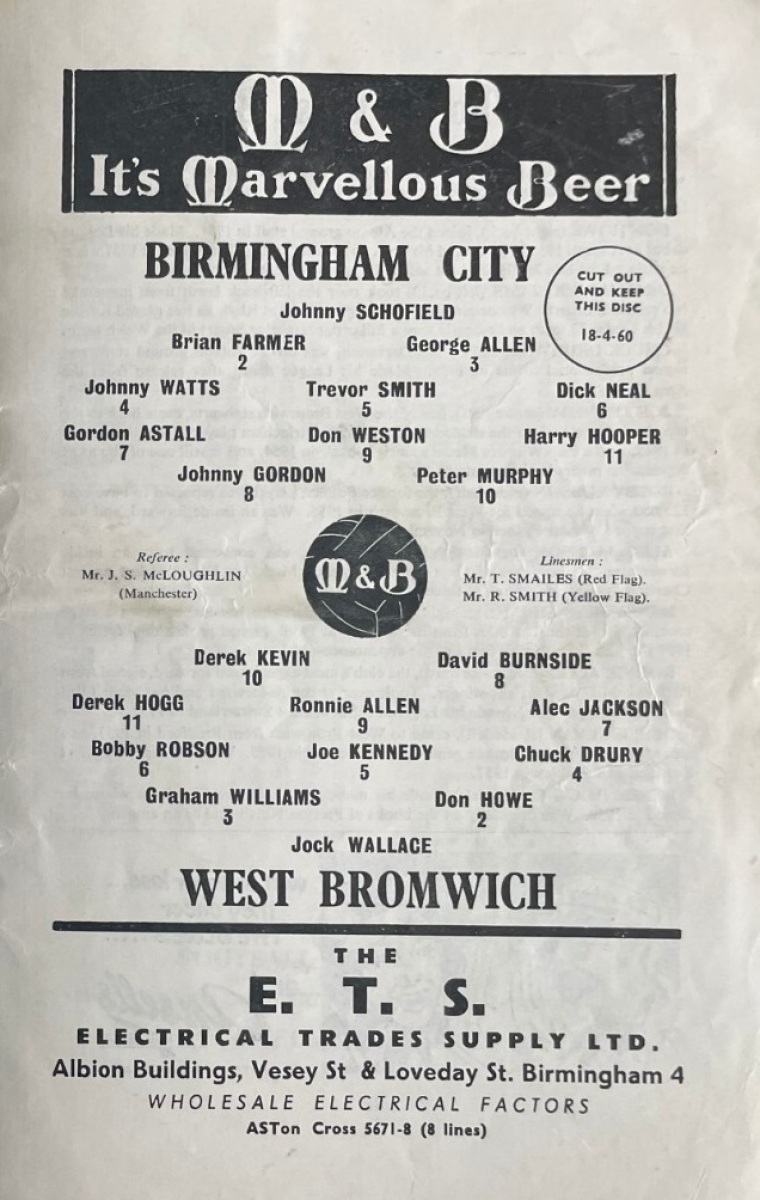 M & B
It's Marvellous Beer
BIRMINGHAM CITY
CUT OUT
AND KEEP
THIS DISC
18-4-60
Johnny SCHOFIELD
Brian FARMER George ALLEN
2 3
Johnny WATTS Trevor SMITH Dick NEAL
4 5 6
Gordon ASTALL Don WESTON Harry HOOPER
7 9 11
Johnny GORDON Peter MURPHY
8 10
Referee :
Mr. J. S. McLOUGHLIN
(Manchester)
M & B
Linesmen :
Mr. T. SMAILES (Red Flag).
Mr. R. SMITH (Yellow Flag).
Derek KEVIN David BURNSIDE
10 8
Derek HOGG Ronnie ALLEN Alec JACKSON
11 9 7
Bobby ROBSON Joe KENNEDY Chuck DRURY
6 5 4
Graham WILLIAMS Don HOWE
3 2
Jock WALLACE
WEST BROMWICH
THE
E. T. S.
ELECTRICAL TRADES SUPPLY LTD.
Albion Buildings, Vesey St & Loveday St. Birmingham 4
WHOLESALE ELECTRICAL FACTORS
ASTon Cross 5671-8 (8 lines)